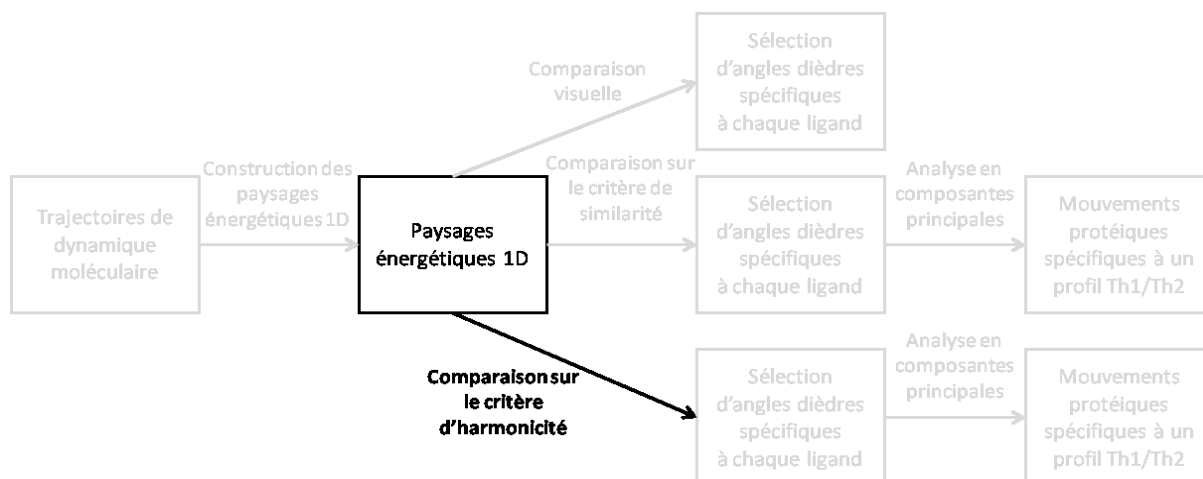 Sélection
d'angles dièdres
spécifiques
à chaque ligand
Comparaison
visuelle
Trajectoires de
dynamique
moléculaire
Construction des
paysages
énergétiques 1D
Paysages
énergétiques 1D
Comparaison sur
le critère de
similarité
Sélection
d'angles dièdres
spécifiques
à chaque ligand
Analyse en
composantes
principales
Mouvements
protéiques
spécifiques à un
profil Th1/Th2
Comparaison sur
le critère
d'harmonicité
Sélection
d'angles dièdres
spécifiques
à chaque ligand
Analyse en
composantes
principales
Mouvements
protéiques
spécifiques à un
profil Th1/Th2